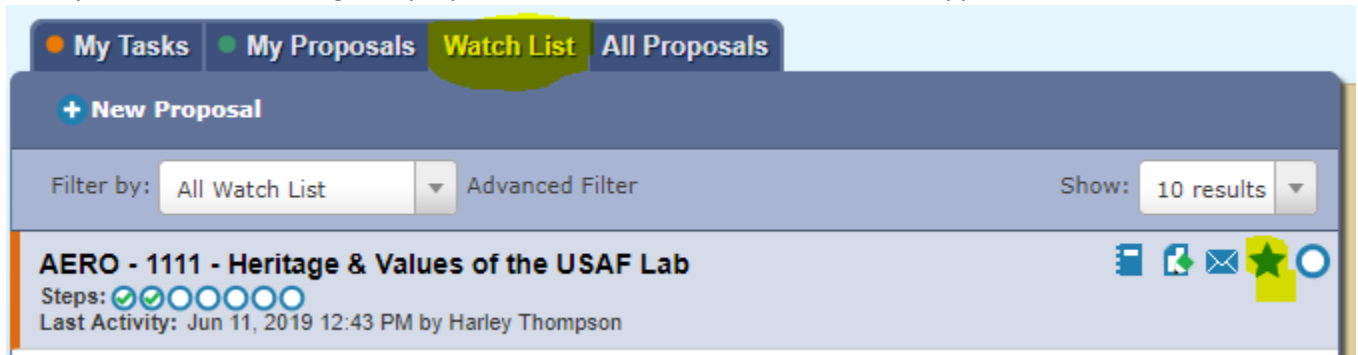 My Tasks My Proposals Watch List All Proposals
New Proposal
Filter by: All Watch List Advanced Filter Show: 10 results
AERO - 1111 - Heritage & Values of the USAF Lab
Steps:
Last Activity: Jun 11, 2019 12:43 PM by Harley Thompson